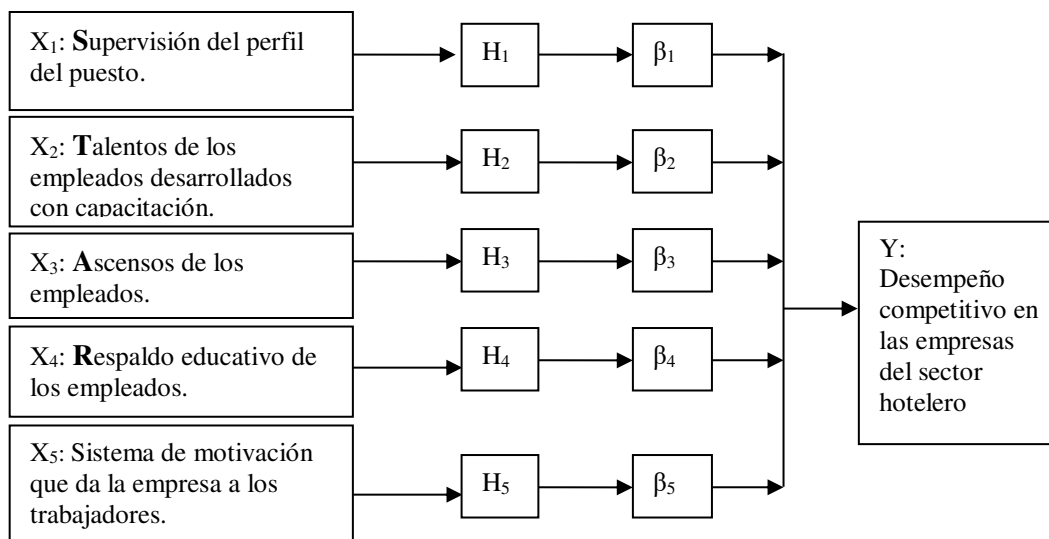 X₁: Supervisión del perfil
del puesto.
H₁
β₁
X₂: Talentos de los
empleados desarrollados
con capacitación.
H₂
β₂
X₃: Ascensos de los
empleados.
H₃
β₃
X₄: Respaldo educativo de
los empleados.
H₄
β₄
X₅: Sistema de motivación
que da la empresa a los
trabajadores.
H₅
β₅
Y:
Desempeño
competitivo en
las empresas
del sector
hotelero